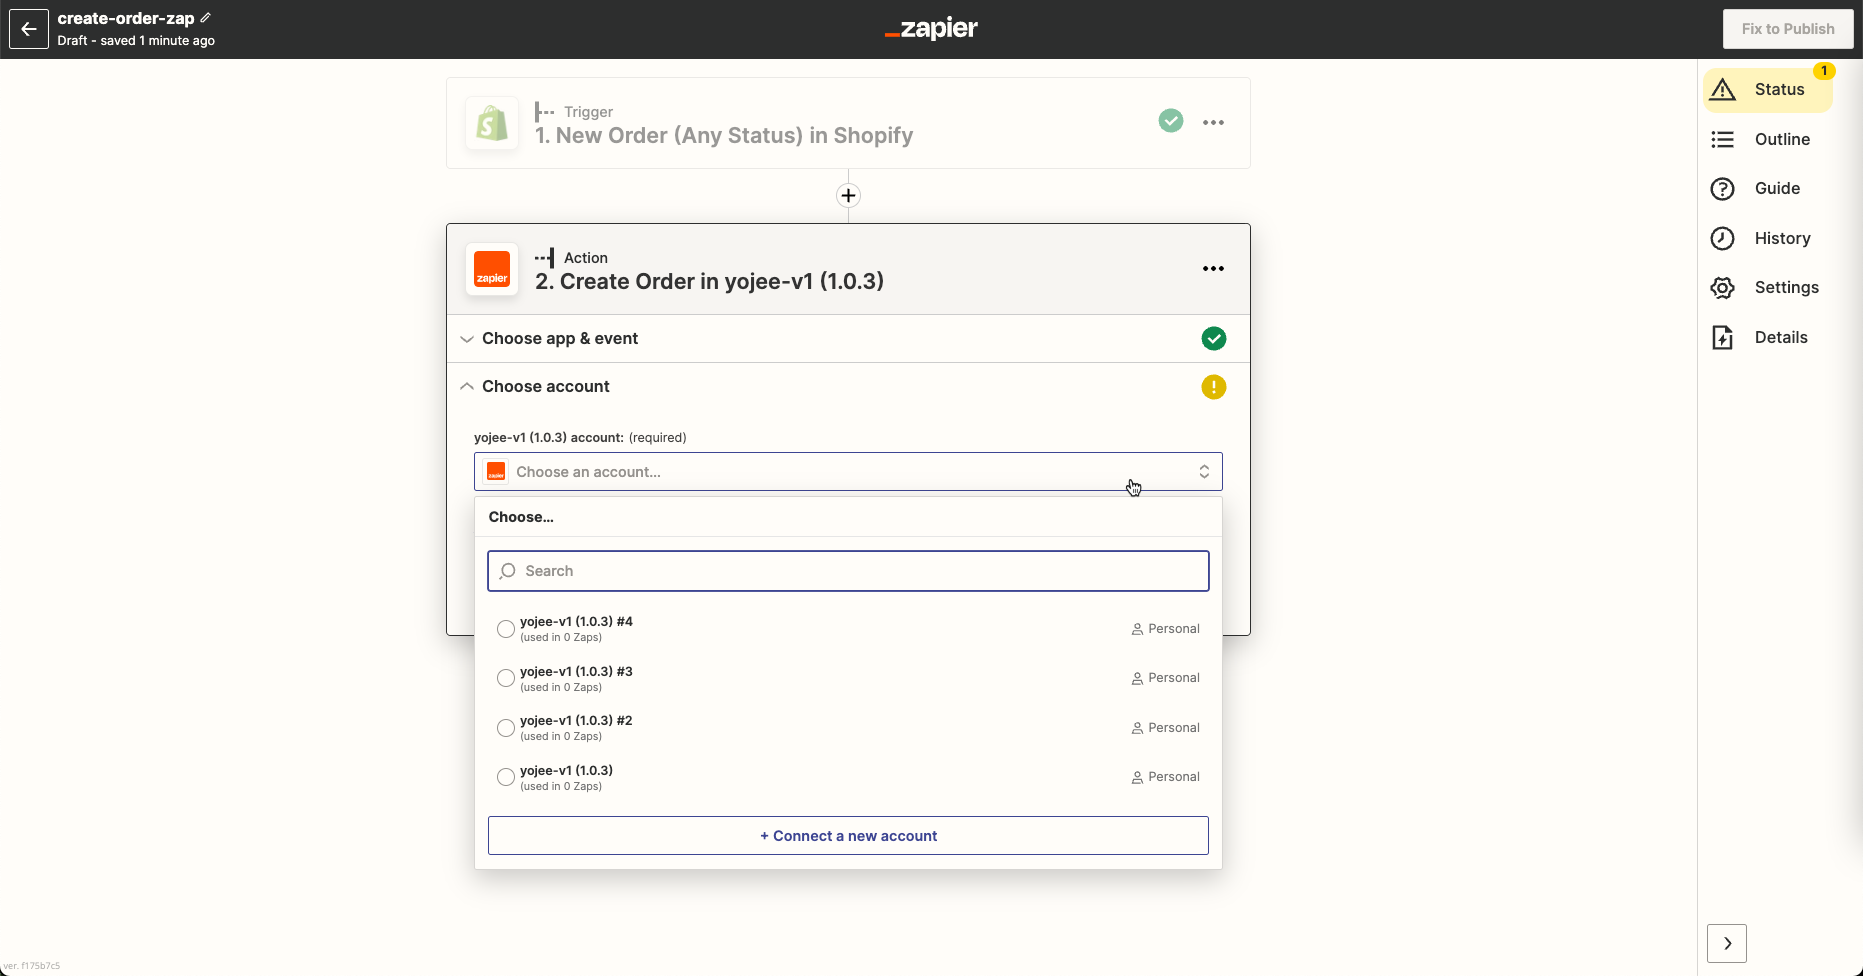 create-order-zap
Draft - saved 1 minute ago
_zapier
Fix to Publish
Trigger
1. New Order (Any Status) in Shopify
Action
2. Create Order in yojee-v1 (1.0.3)
zapier
Choose app & event
Choose account
yojee-v1 (1.0.3) account: (required)
zapier
Choose an account...
Choose...
Search
yojee-v1 (1.0.3) #4
(used in 0 Zaps)
Personal
yojee-v1 (1.0.3) #3
(used in 0 Zaps)
Personal
yojee-v1 (1.0.3) #2
(used in 0 Zaps)
Personal
yojee-v1 (1.0.3)
(used in 0 Zaps)
Personal
+ Connect a new account
1
Status
Outline
Guide
History
Settings
Details
ver. f175b7c5